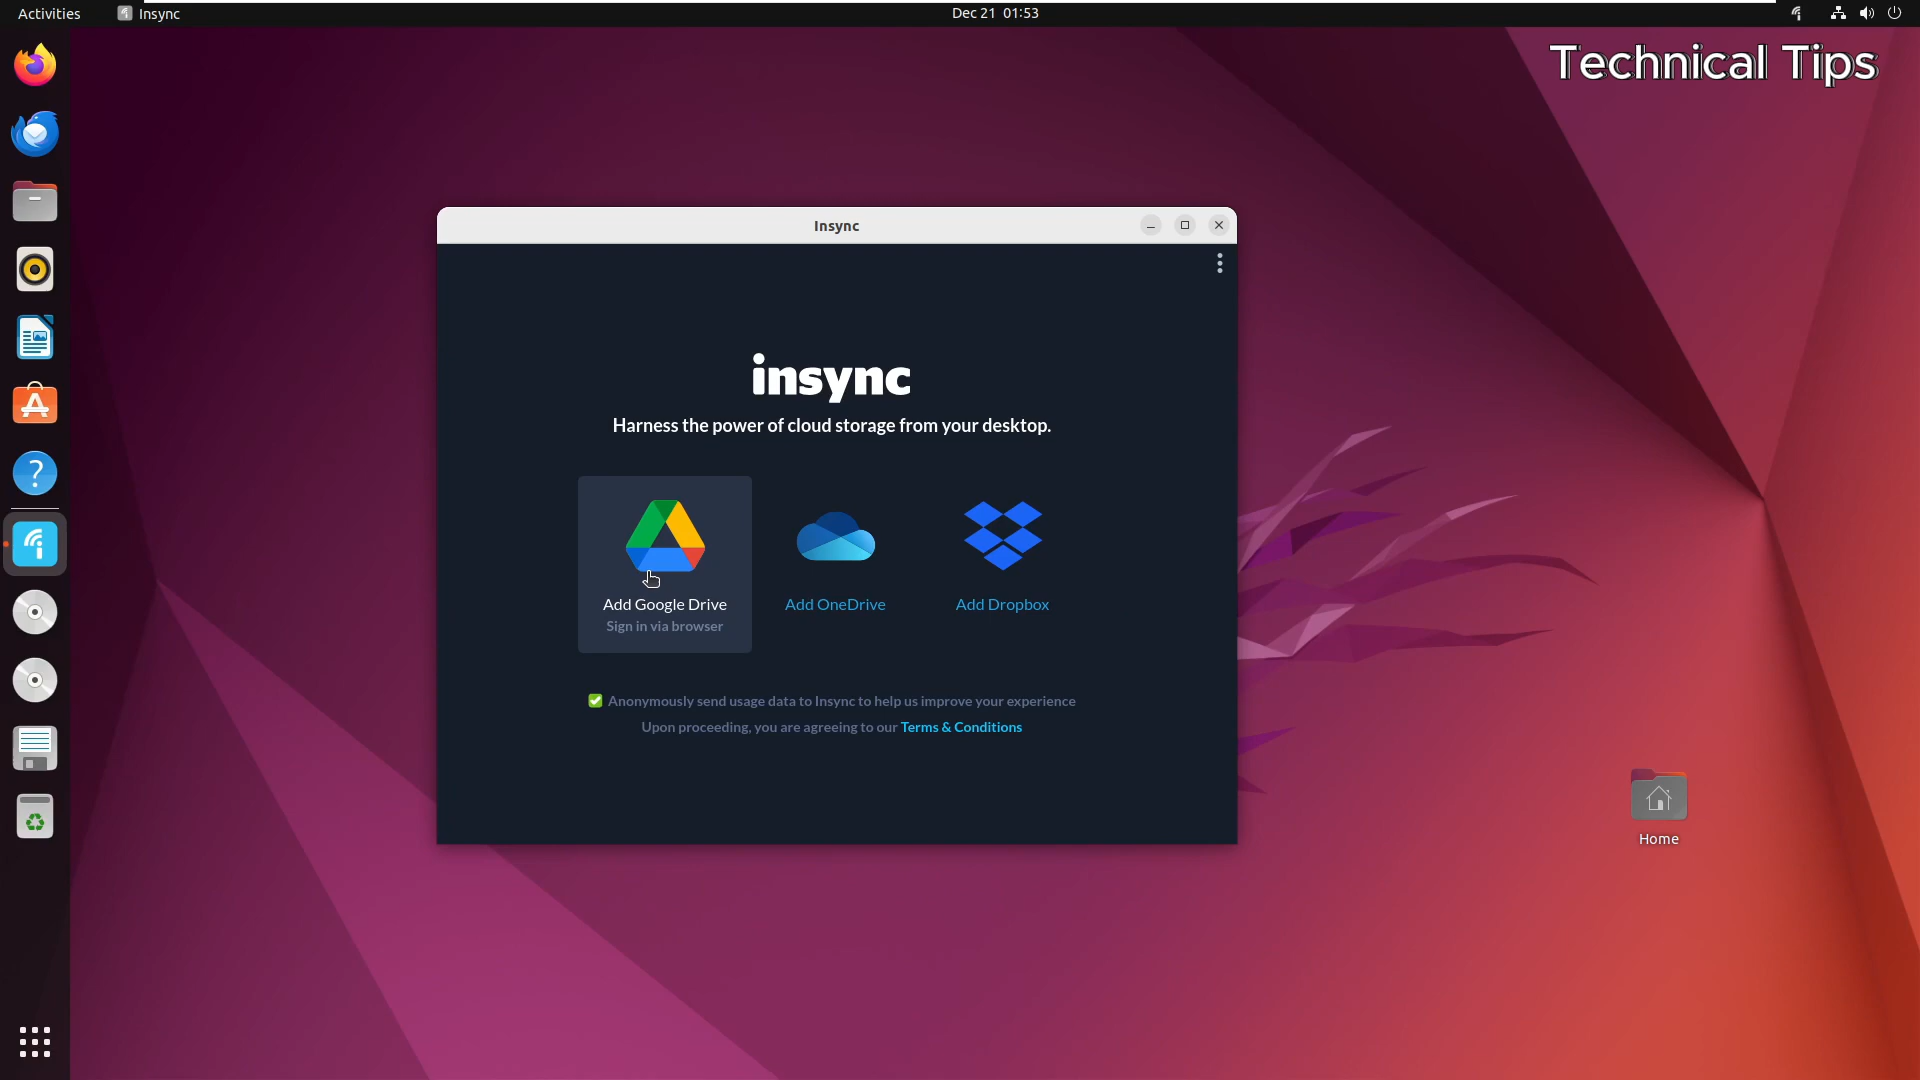 Activities
Insync
Dec 21 01:53
Technical Tips
Insync
insync
Harness the power of cloud storage from your desktop.
Add Google Drive
Sign in via browser
Add OneDrive
Add Dropbox
Anonymously send usage data to Insync to help us improve your experience
Upon proceeding, you are agreeing to our Terms & Conditions
Home